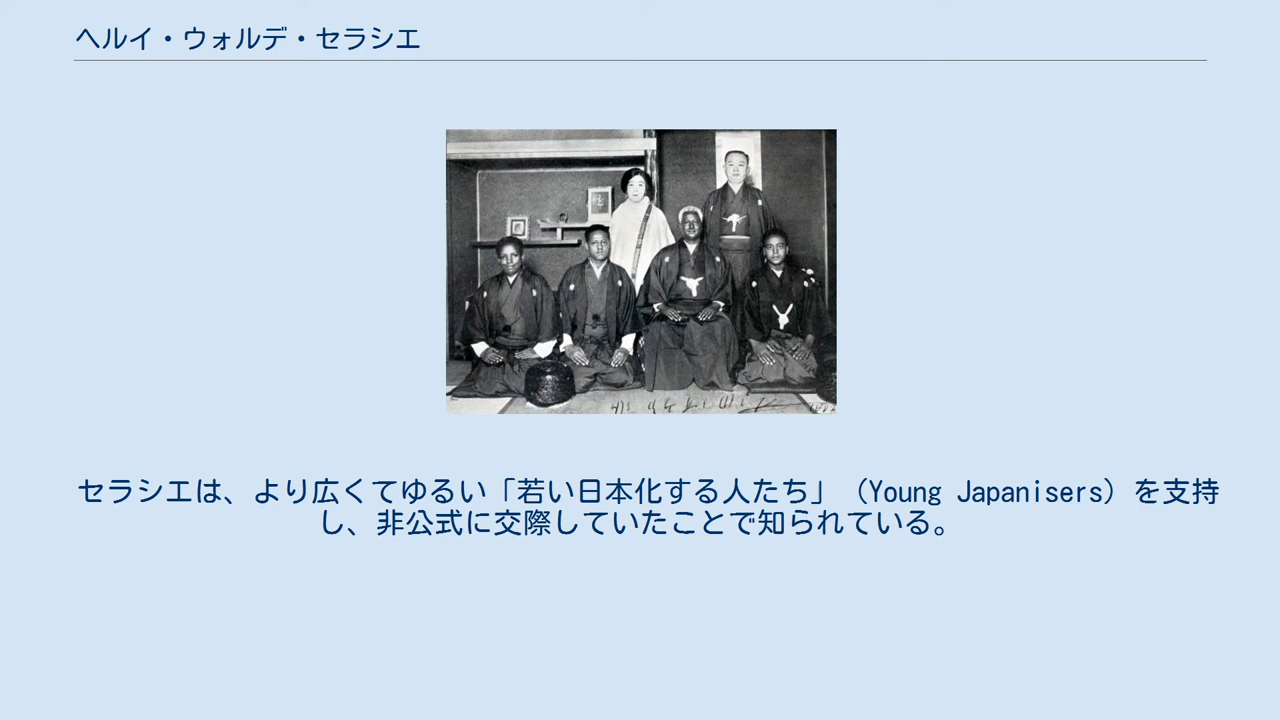 ヘルイ・ウォルデ・セラシエ
セラシエは、より広くてゆるい「若い日本化する人たち」（Young Japanisers）を支持
し、非公式に交際していたことで知られている。